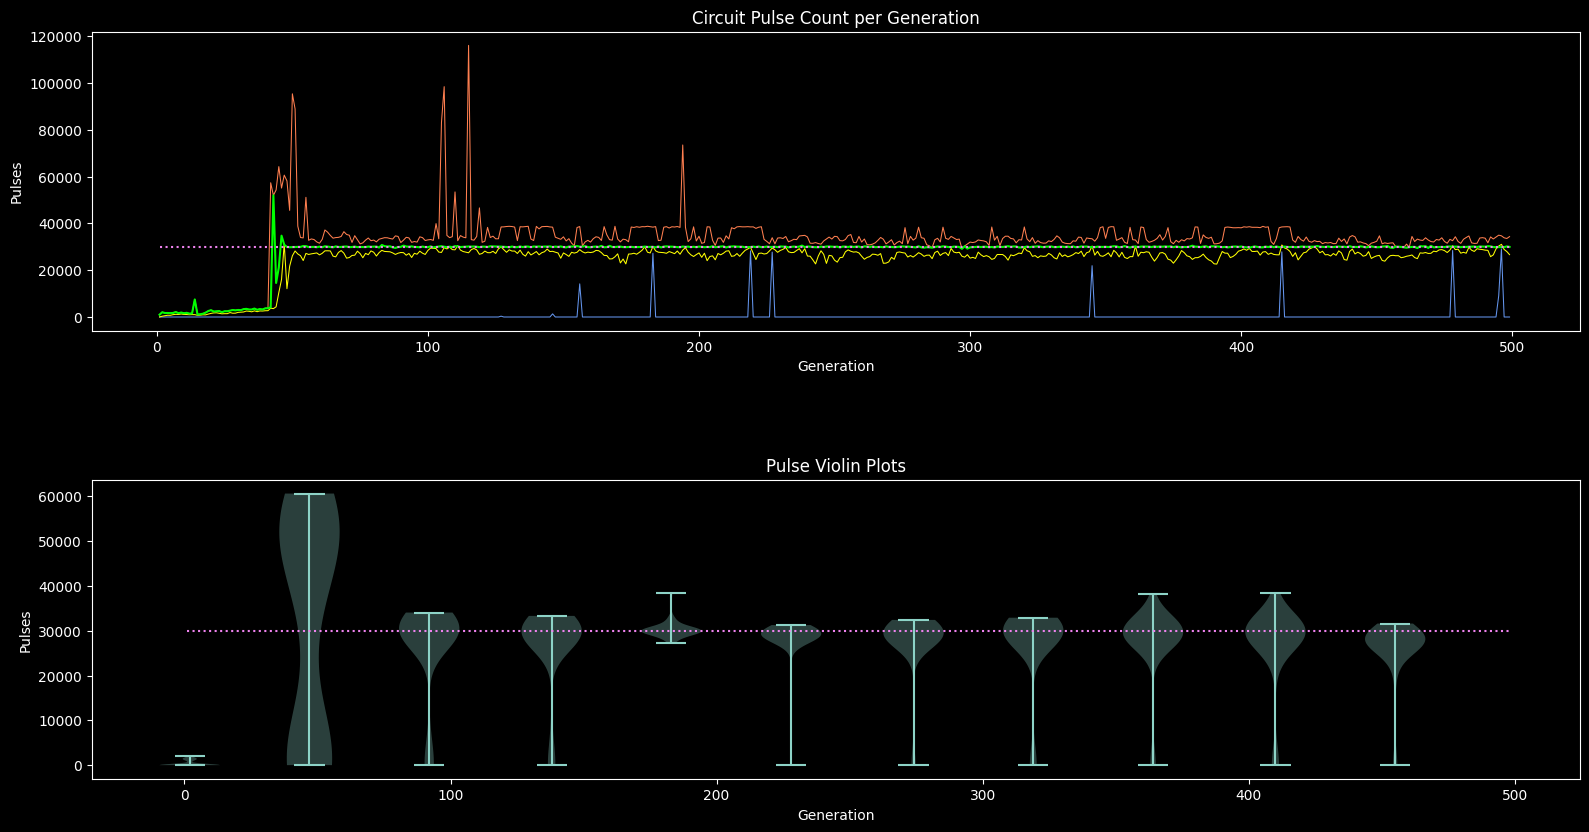 Circuit Pulse Count per Generation
120000
100000
80000
60000
40000
20000
0
Pulses
0 100 200 300 400 500
Generation
Pulse Violin Plots
60000
50000
40000
30000
20000
10000
0
Pulses
0 100 200 300 400 500
Generation